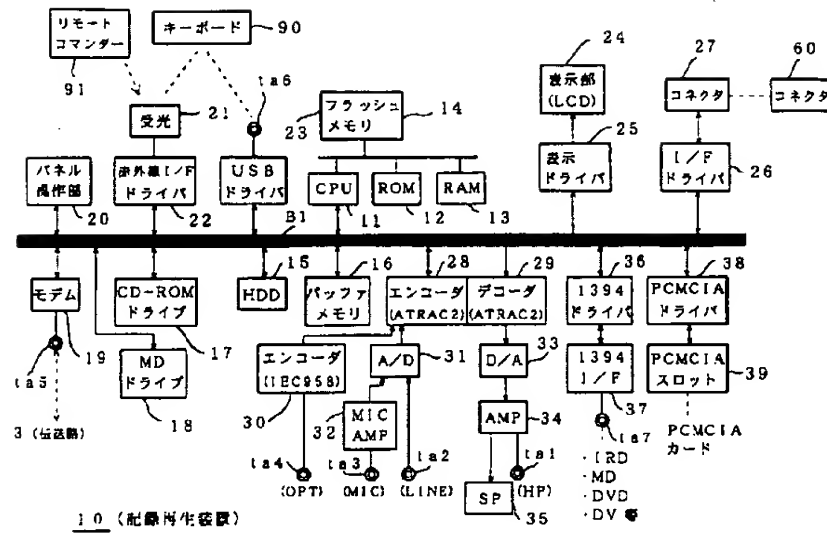 リモート
コマンダー
91
キーボード
90
ta6
21
受光
フラッシュ
メモリ
14
23
24
表示部
(LCD)
27
コネクタ
60
コネクタ
パネル
操作部
20
赤外線I/F
ドライバ
22
USB
ドライバ
CPU
11
ROM
12
RAM
13
25
表示
ドライバ
I/F
ドライバ
26
B1
モデム
19
CD-ROM
ドライブ
17
MD
ドライブ
18
15
HDD
16
バッファ
メモリ
28
エンコーダ
(ATRAC2)
29
デコーダ
(ATRAC2)
36
1394
ドライバ
38
PCMCIA
ドライバ
ta5
3 (伝送路)
エンコーダ
(IEC958)
30
A/D
31
MIC
AMP
32
D/A
33
AMP
34
1394
I/F
37
PCMCIA
スロット
39
ta4
(OPT)
ta3
(MIC)
ta2
(LINE)
ta1
(HP)
SP
35
ta7
・IRD
・MD
・DVD
・DV 等
PCMCIA
カード
10 (記録再生装置)